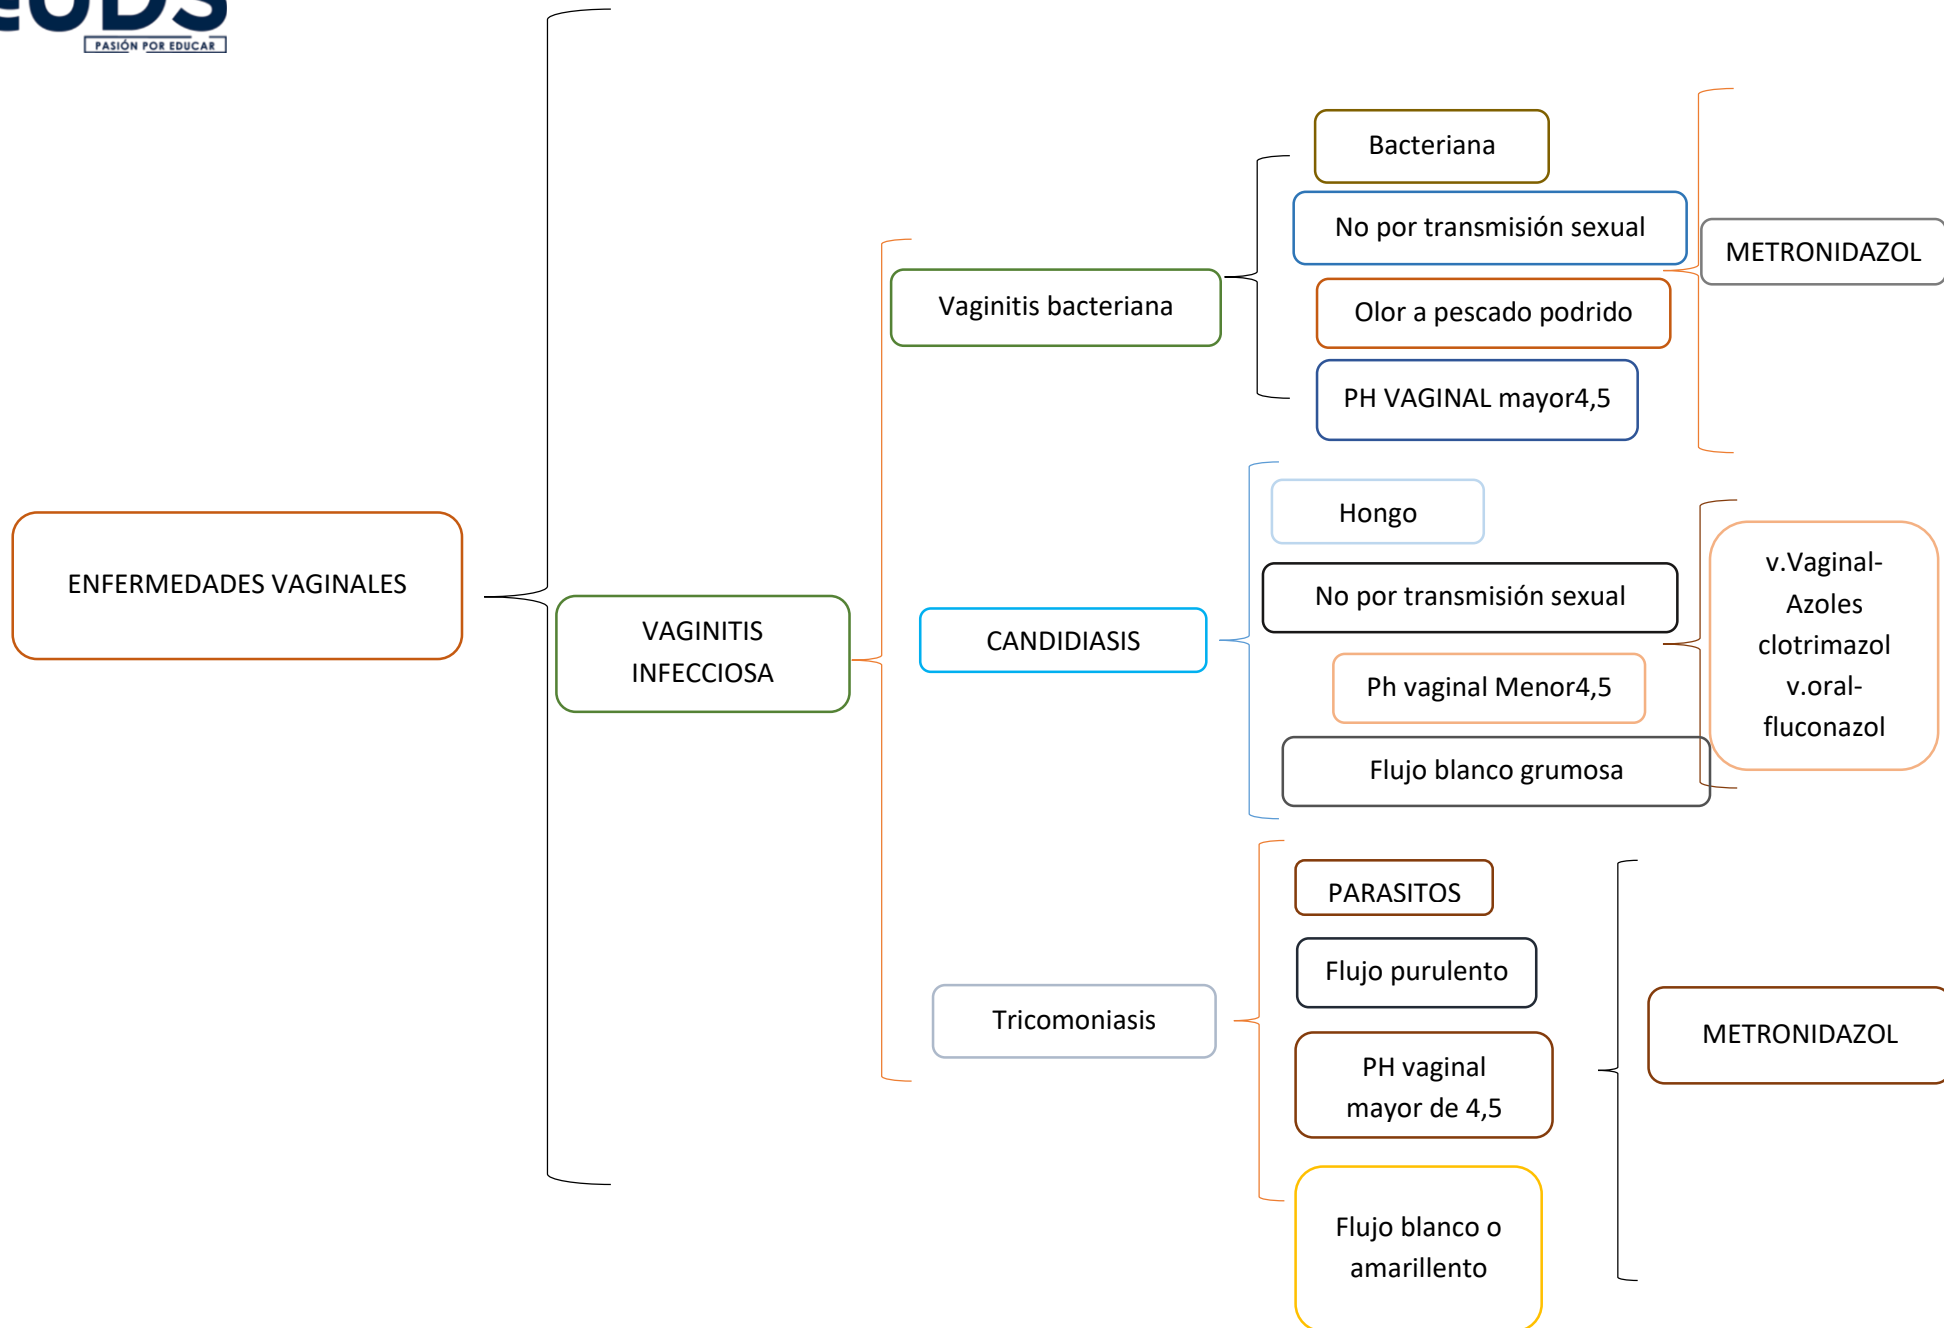 PASIÓN POR EDUCAR
ENFERMEDADES VAGINALES
VAGINITIS
INFECCIOSA
Vaginitis bacteriana
Bacteriana
No por transmisión sexual
Olor a pescado podrido
PH VAGINAL mayor4,5
METRONIDAZOL
CANDIDIASIS
Hongo
No por transmisión sexual
Ph vaginal Menor4,5
Flujo blanco grumosa
v.Vaginal-
Azoles
clotrimazol
v.oral-
fluconazol
Tricomoniasis
PARASITOS
Flujo purulento
PH vaginal
mayor de 4,5
Flujo blanco o
amarillento
METRONIDAZOL